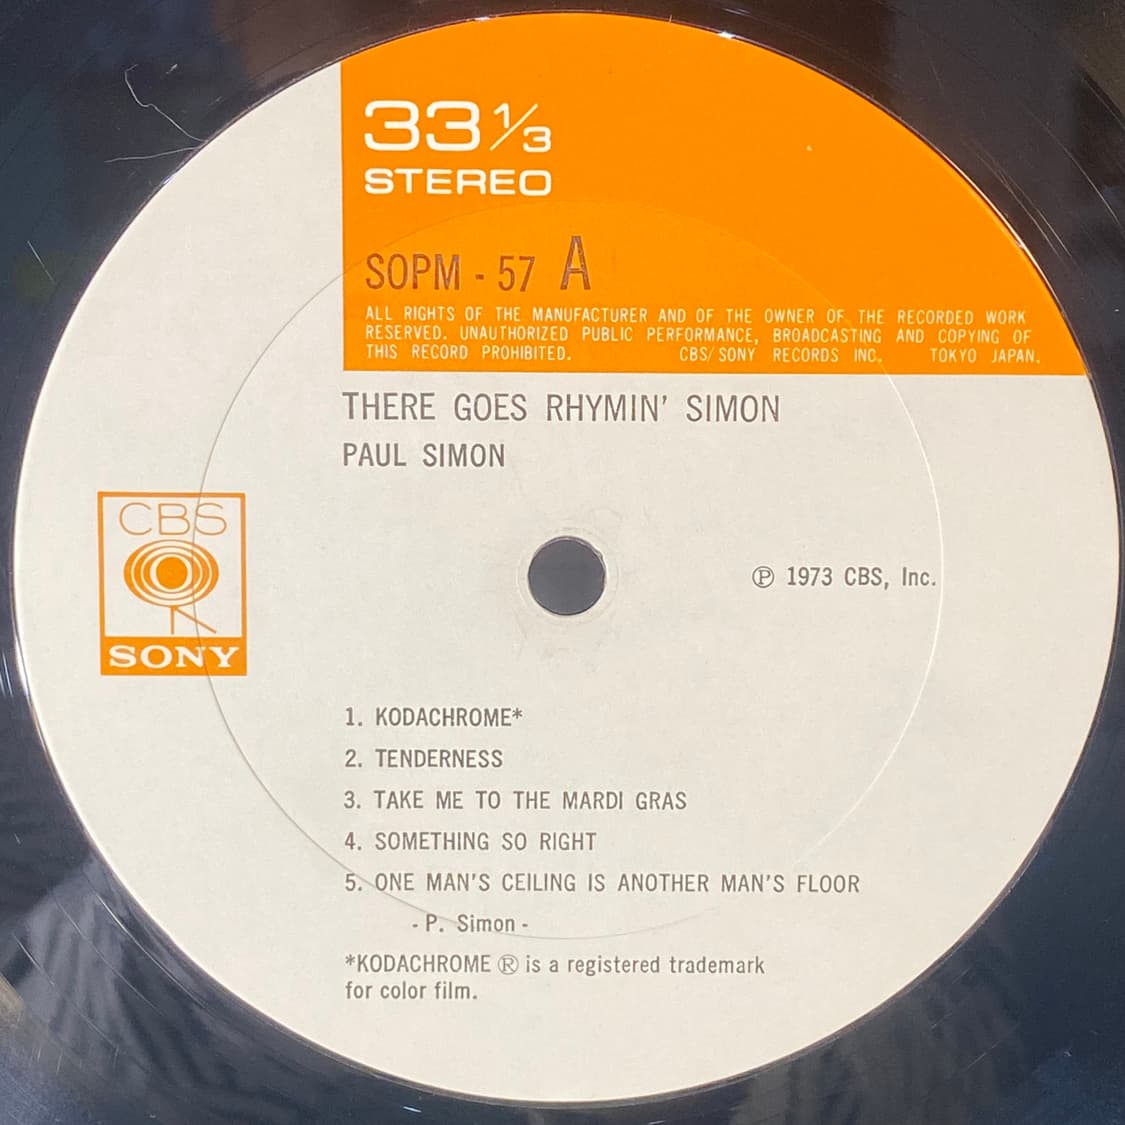 33 1/3
STEREO
SOPM - 57 A
ALL RIGHTS OF THE MANUFACTURER AND OF THE OWNER OF THE RECORDED WORK
RESERVED. UNAUTHORIZED PUBLIC PERFORMANCE, BROADCASTING AND COPYING OF
THIS RECORD PROHIBITED. CBS/SONY RECORDS INC. TOKYO JAPAN.
THERE GOES RHYMIN' SIMON
PAUL SIMON
CBS
SONY
℗ 1973 CBS, Inc.
1. KODACHROME*
2. TENDERNESS
3. TAKE ME TO THE MARDI GRAS
4. SOMETHING SO RIGHT
5. ONE MAN'S CEILING IS ANOTHER MAN'S FLOOR
- P. Simon -
*KODACHROME ® is a registered trademark
for color film.